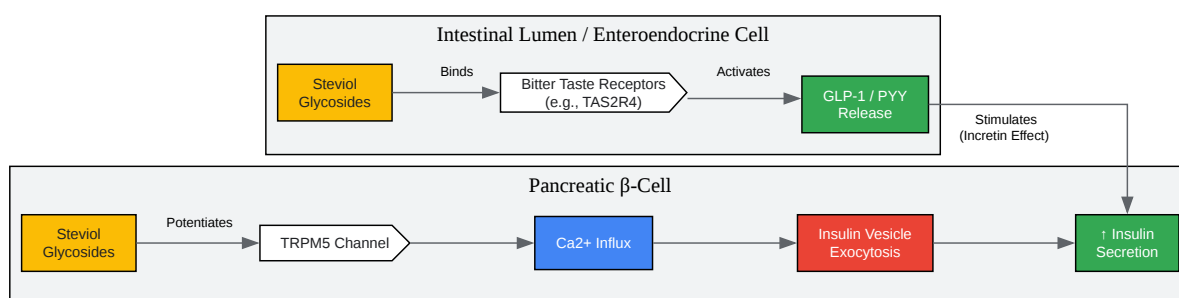 Intestinal Lumen / Enteroendocrine Cell
Steviol
Glycosides
Binds
Bitter Taste Receptors
(e.g., TAS2R4)
Activates
GLP-1 / PYY
Release
Stimulates
(Incretin Effect)
Pancreatic β-Cell
Steviol
Glycosides
Potentiates
TRPM5 Channel
Ca2+ Influx
Insulin Vesicle
Exocytosis
↑ Insulin
Secretion